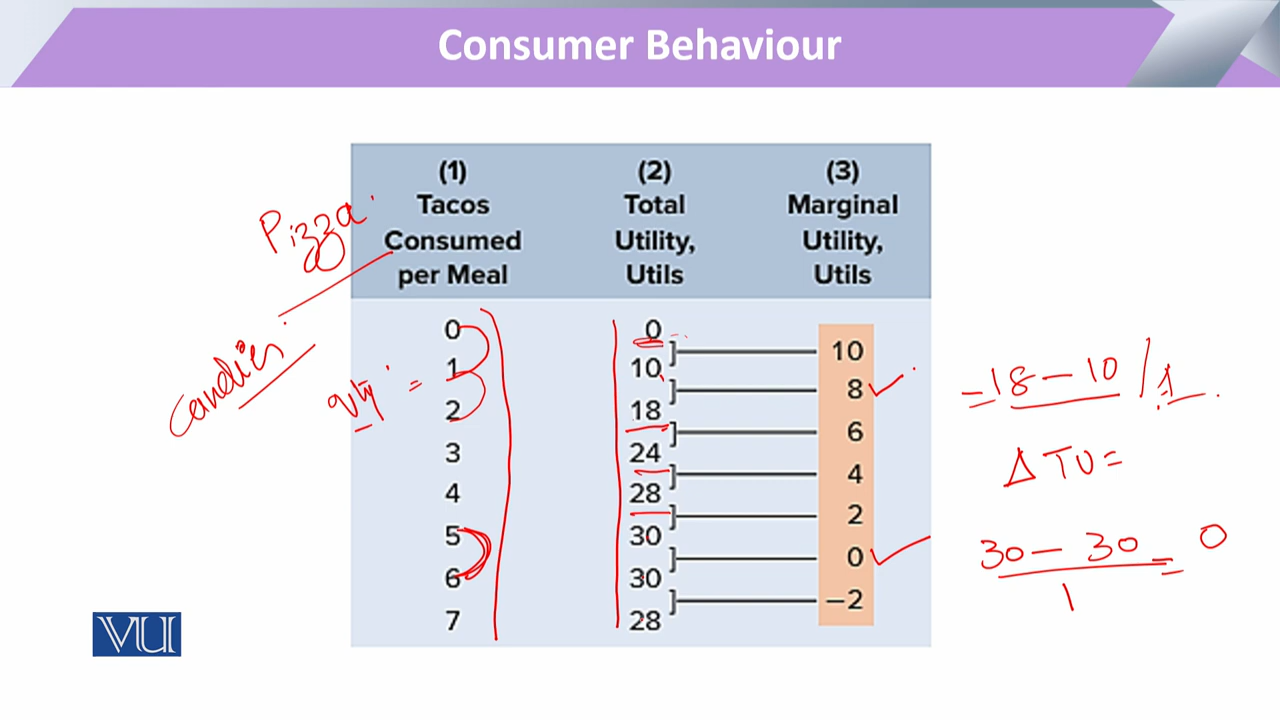 Consumer Behaviour
(1) (2) (3)
Tacos Total Marginal
Consumed Utility, Utility,
per Meal Utils Utils
Pizza
Candies
qty =
0 0
10
1 10
8
2 18
6
3 24
4
4 28
2
5 30
0
6 30
-2
7 28
-18-10/1
Δ TU =
30-30 = 0
1
VU